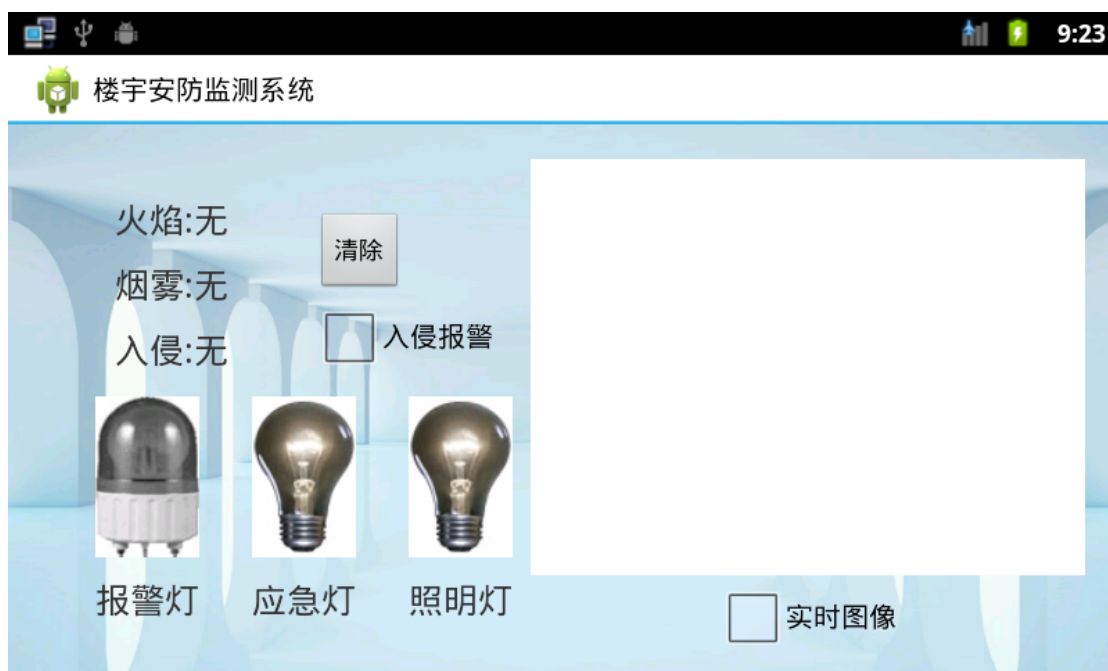 9:23
楼宇安防监测系统
火焰:无
清除
烟雾:无
入侵报警
入侵:无
报警灯
应急灯
照明灯
实时图像